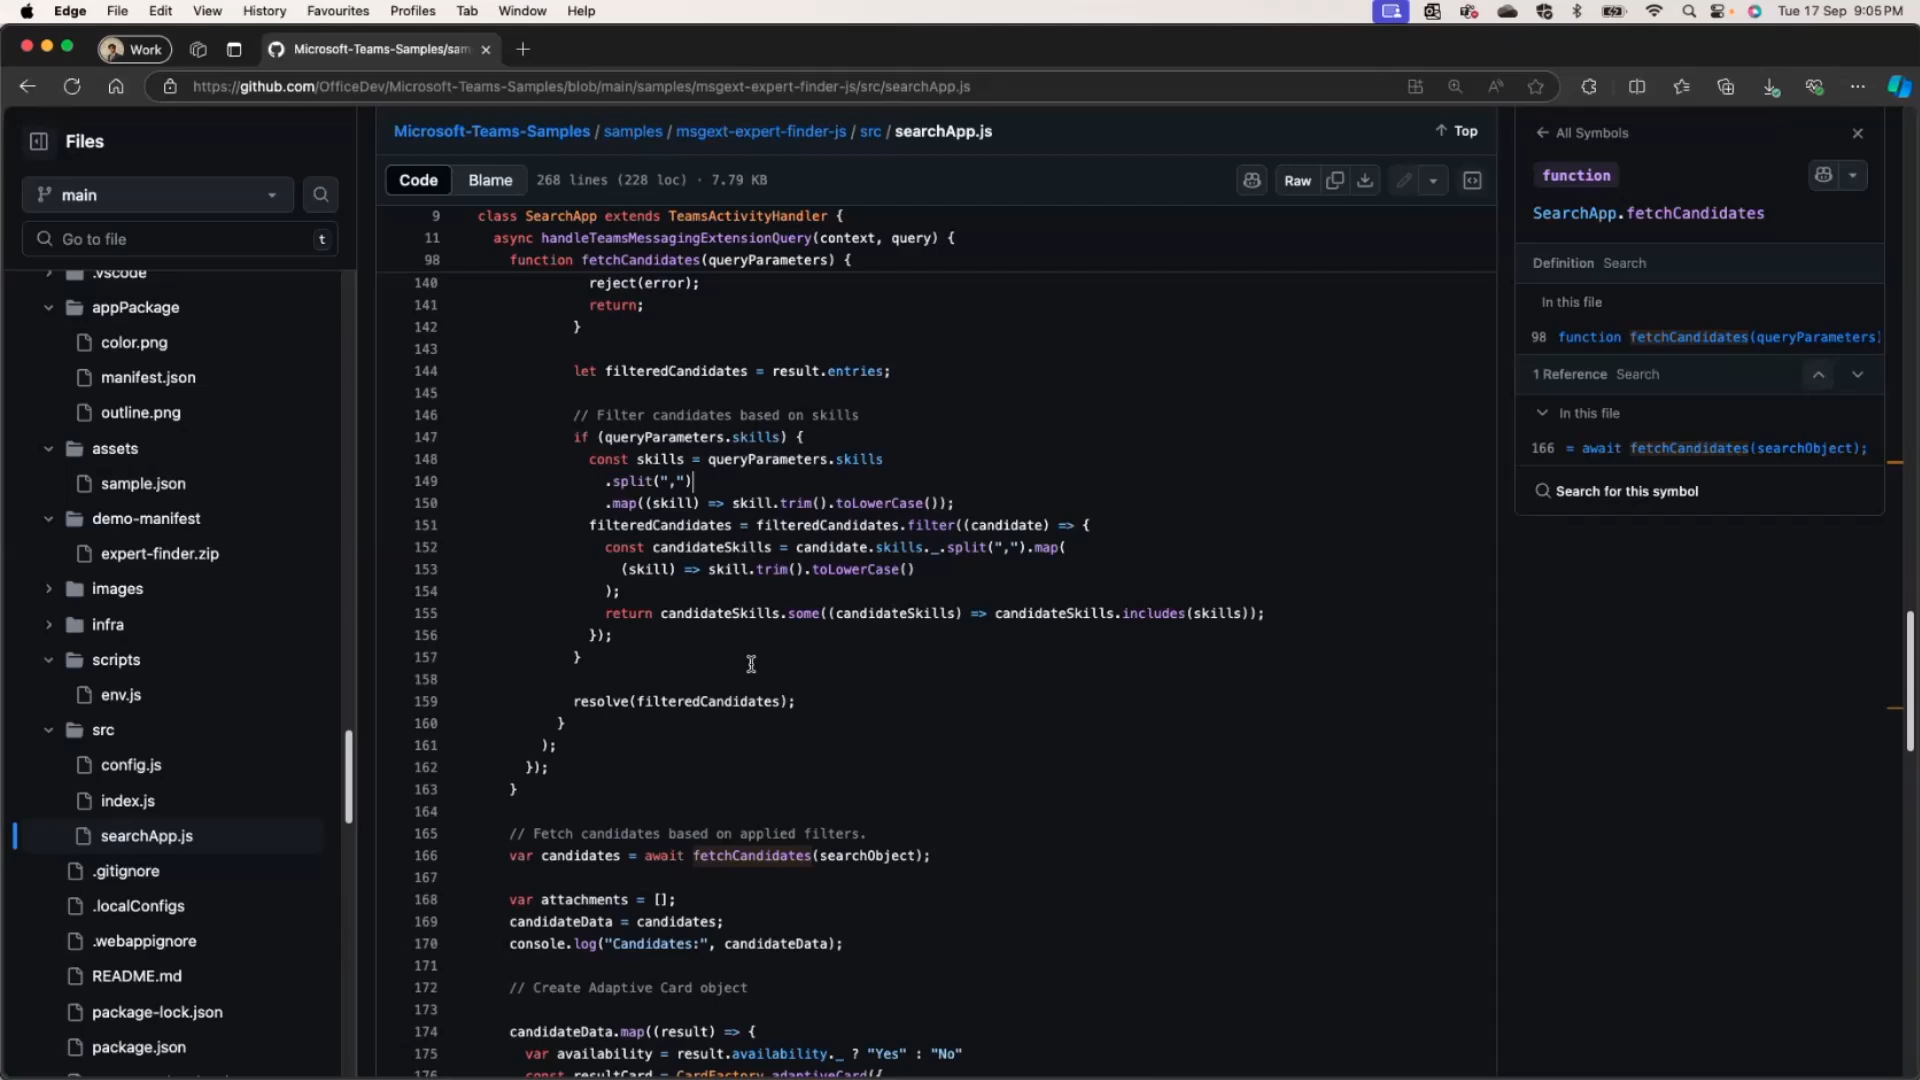 Edge File Edit View History Favourites Profiles Tab Window Help Tue 17 Sep 9:05 PM
Work Microsoft-Teams-Samples/sam
https://github.com/OfficeDev/Microsoft-Teams-Samples/blob/main/samples/msgext-expert-finder-js/src/searchApp.js
Files
main
Go to file t
.vscode
appPackage
color.png
manifest.json
outline.png
assets
sample.json
demo-manifest
expert-finder.zip
images
infra
scripts
env.js
src
config.js
index.js
searchApp.js
.gitignore
.localConfigs
.webappignore
README.md
package-lock.json
package.json
Microsoft-Teams-Samples / samples / msgext-expert-finder-js / src / searchApp.js Top
Code Blame 268 lines (228 loc) · 7.79 KB Raw
9 class SearchApp extends TeamsActivityHandler {
11 async handleTeamsMessagingExtensionQuery(context, query) {
98 function fetchCandidates(queryParameters) {
140 reject(error);
141 return;
142 }
143
144 let filteredCandidates = result.entries;
145
146 // Filter candidates based on skills
147 if (queryParameters.skills) {
148 const skills = queryParameters.skills
149 .split(",")
150 .map((skill) => skill.trim().toLowerCase());
151 filteredCandidates = filteredCandidates.filter((candidate) => {
152 const candidateSkills = candidate.skills._.split(",").map(
153 (skill) => skill.trim().toLowerCase()
154 );
155 return candidateSkills.some((candidateSkills) => candidateSkills.includes(skills));
156 });
157 }
158
159 resolve(filteredCandidates);
160 }
161 );
162 });
163 }
164
165 // Fetch candidates based on applied filters.
166 var candidates = await fetchCandidates(searchObject);
167
168 var attachments = [];
169 candidateData = candidates;
170 console.log("Candidates:", candidateData);
171
172 // Create Adaptive Card object
173
174 candidateData.map((result) => {
175 var availability = result.availability._ ? "Yes" : "No"
176 const resultCard = CardFactory.adaptiveCard({
All Symbols
function
SearchApp.fetchCandidates
Definition Search
In this file
98 function fetchCandidates(queryParameters)
1 Reference Search
In this file
166 = await fetchCandidates(searchObject);
Search for this symbol